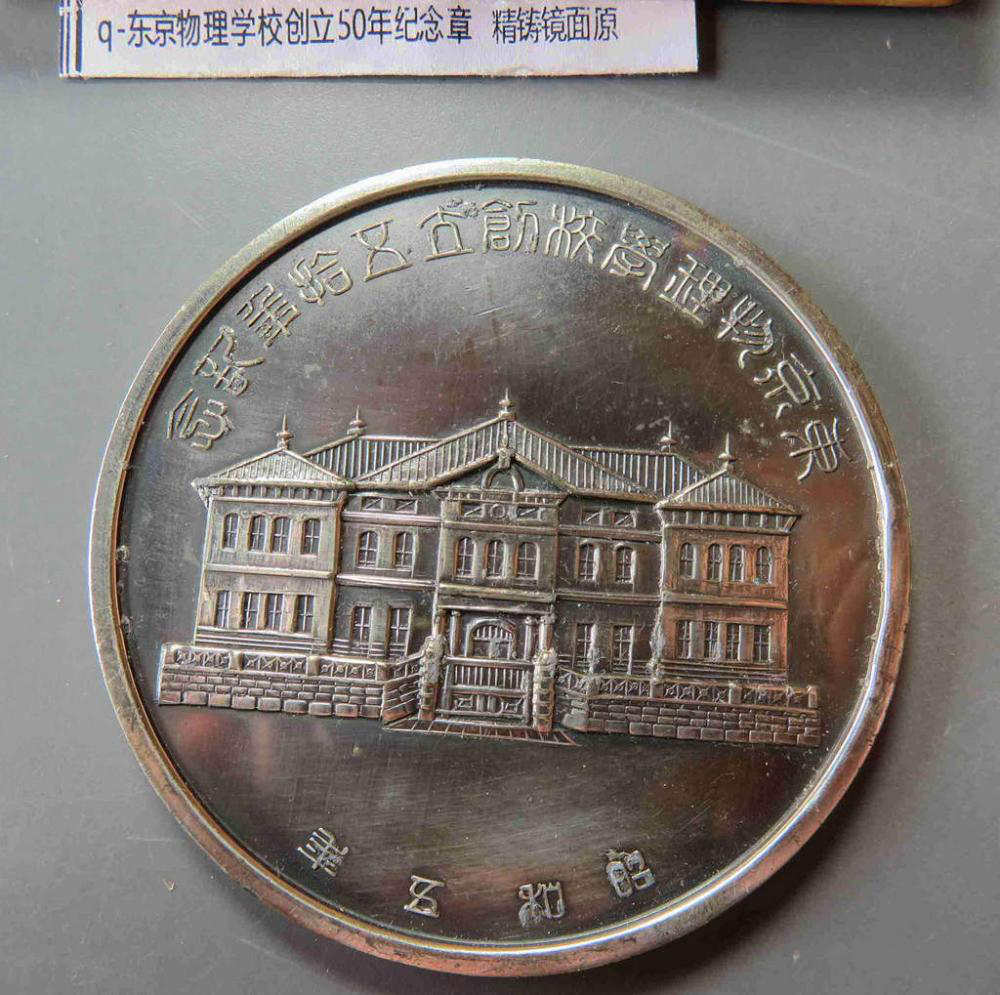 q-东京物理学校创立50年纪念章 精铸镜面原
東京物理學校創立五拾年記念
昭和五年